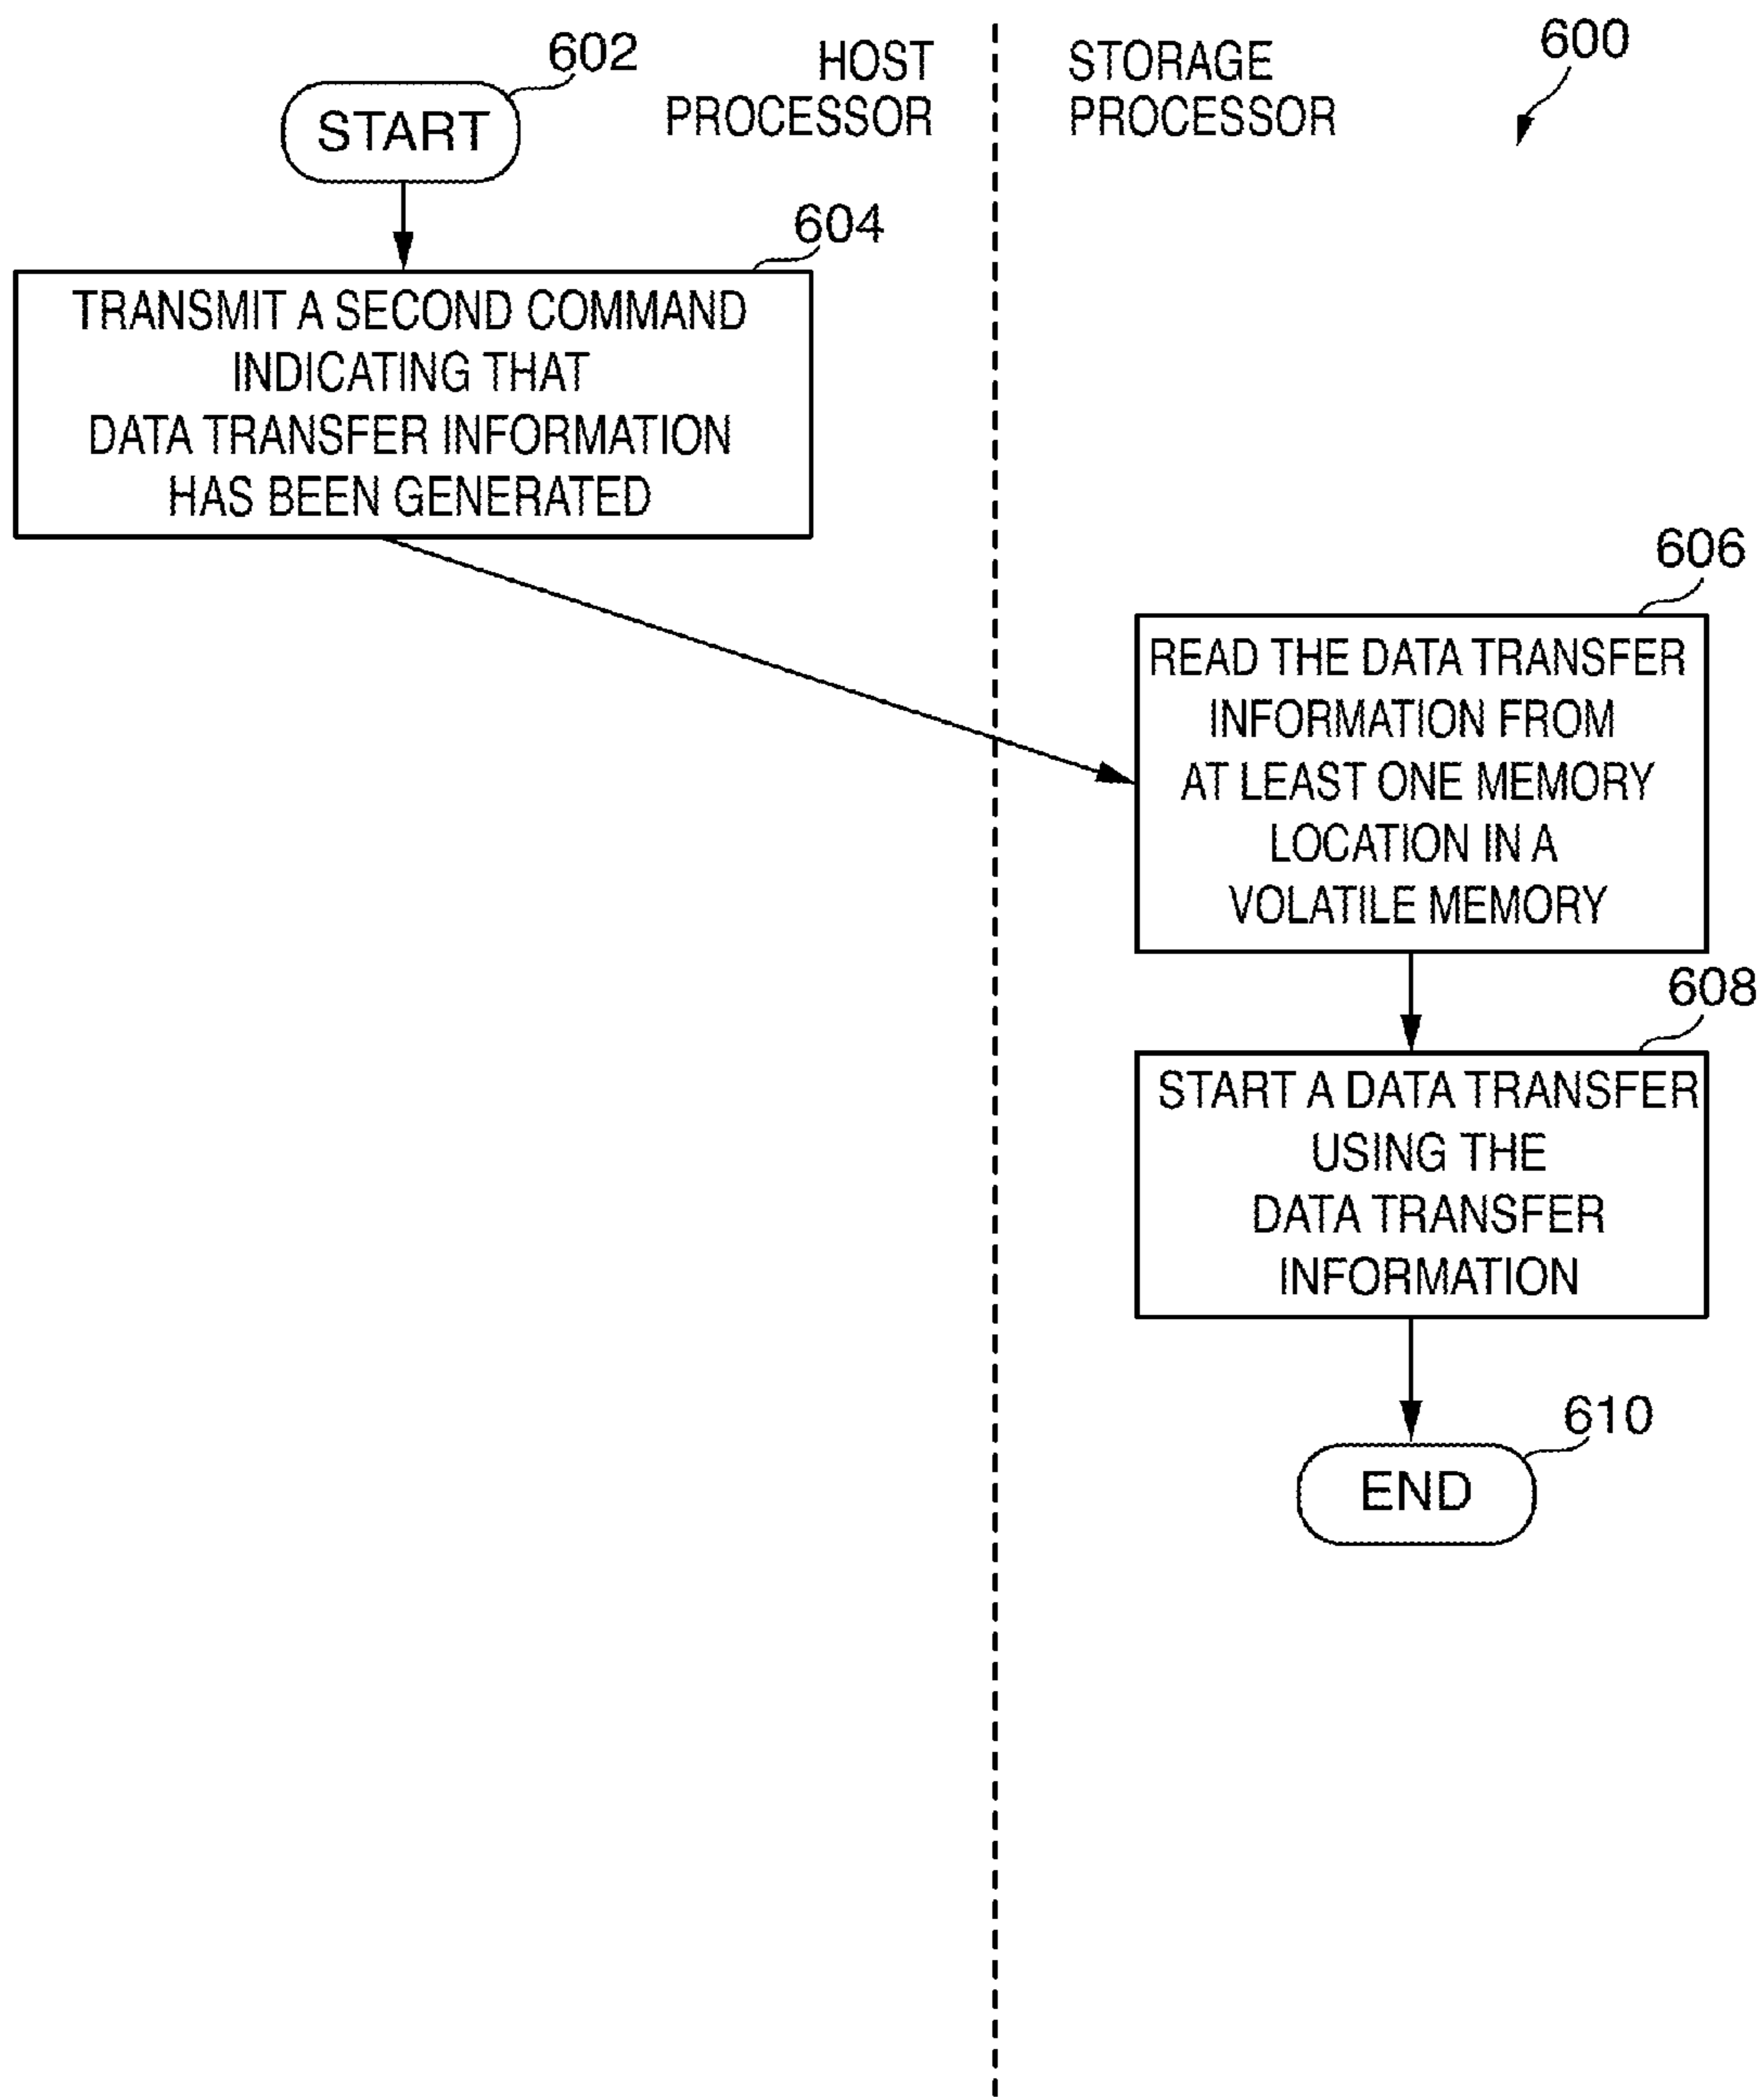 602
HOST
PROCESSOR
STORAGE
PROCESSOR
600
START
604
TRANSMIT A SECOND COMMAND
INDICATING THAT
DATA TRANSFER INFORMATION
HAS BEEN GENERATED
606
READ THE DATA TRANSFER
INFORMATION FROM
AT LEAST ONE MEMORY
LOCATION IN A
VOLATILE MEMORY
608
START A DATA TRANSFER
USING THE
DATA TRANSFER
INFORMATION
610
END